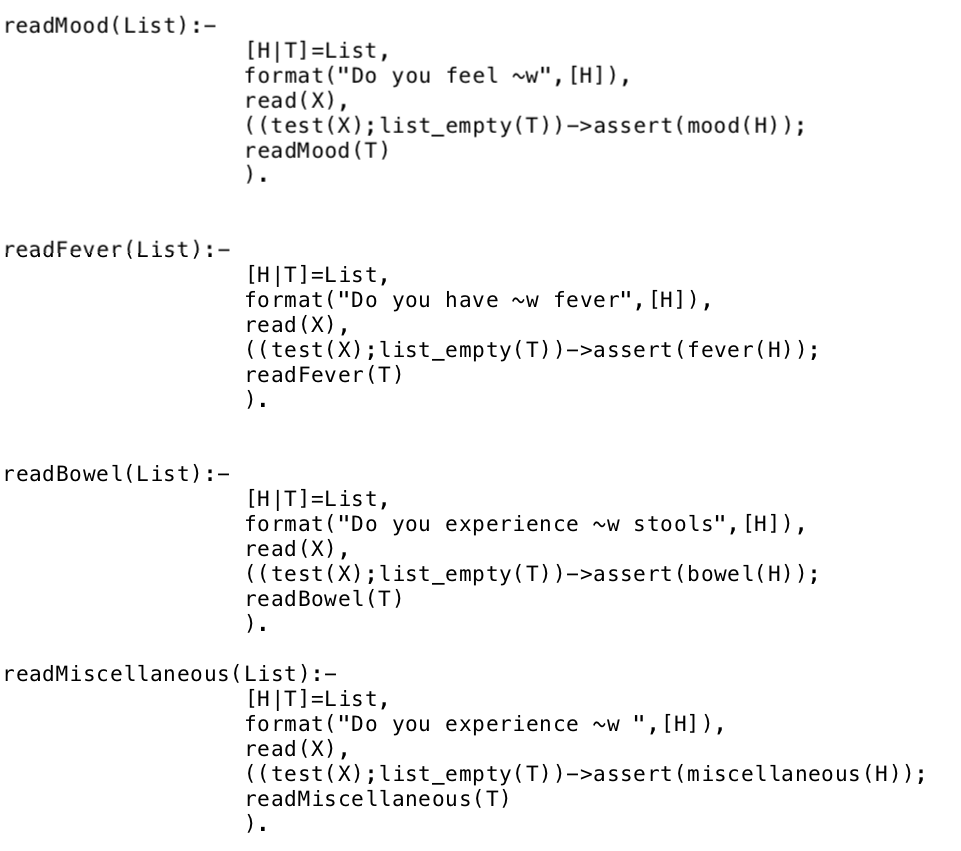 readMood(List):-
[H|T]=List,
format("Do you feel ~w",[H]),
read(X),
((test(X);list_empty(T))->assert(mood(H));
readMood(T)
).
readFever(List):-
[H|T]=List,
format("Do you have ~w fever",[H]),
read(X),
((test(X);list_empty(T))->assert(fever(H));
readFever(T)
).
readBowel(List):-
[H|T]=List,
format("Do you experience ~w stools",[H]),
read(X),
((test(X);list_empty(T))->assert(bowel(H));
readBowel(T)
).
readMiscellaneous(List):-
[H|T]=List,
format("Do you experience ~w ",[H]),
read(X),
((test(X);list_empty(T))->assert(miscellaneous(H));
readMiscellaneous(T)
).